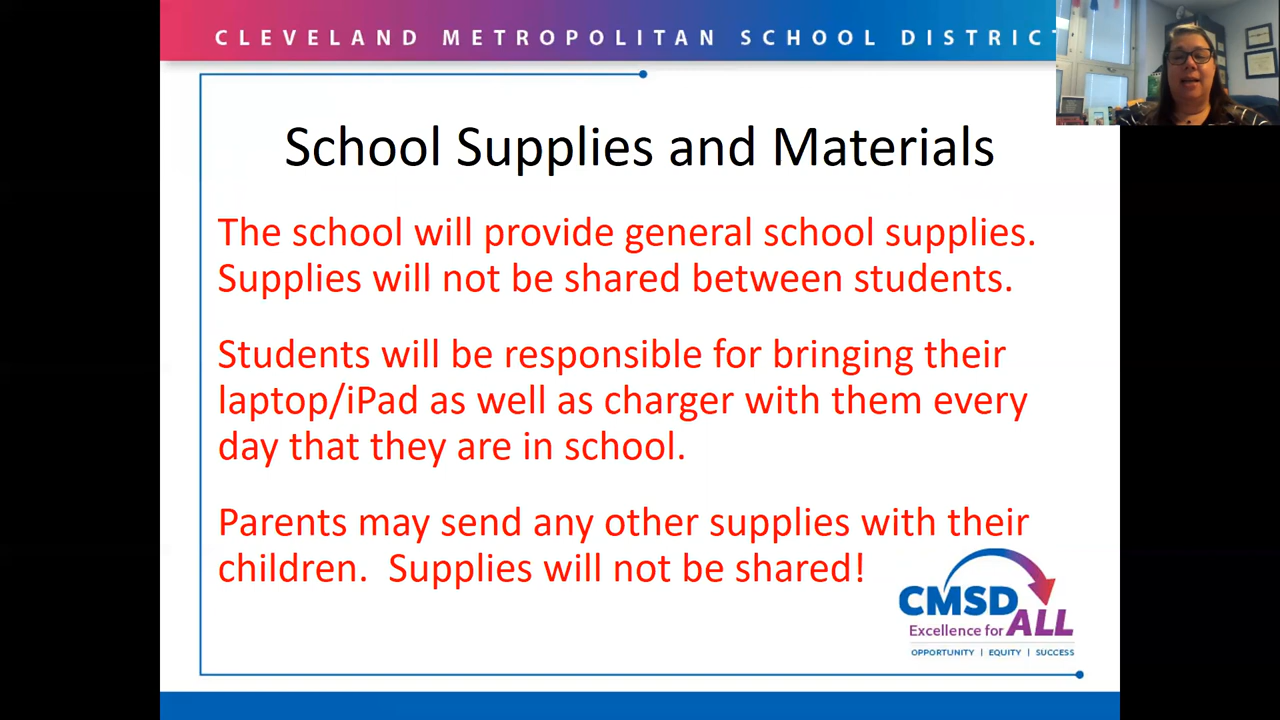 CLEVELAND METROPOLITAN SCHOOL DISTRICT
School Supplies and Materials
The school will provide general school supplies.
Supplies will not be shared between students.
Students will be responsible for bringing their
laptop/iPad as well as charger with them every
day that they are in school.
Parents may send any other supplies with their
children. Supplies will not be shared!
CMSD
Excellence for ALL
OPPORTUNITY | EQUITY | SUCCESS